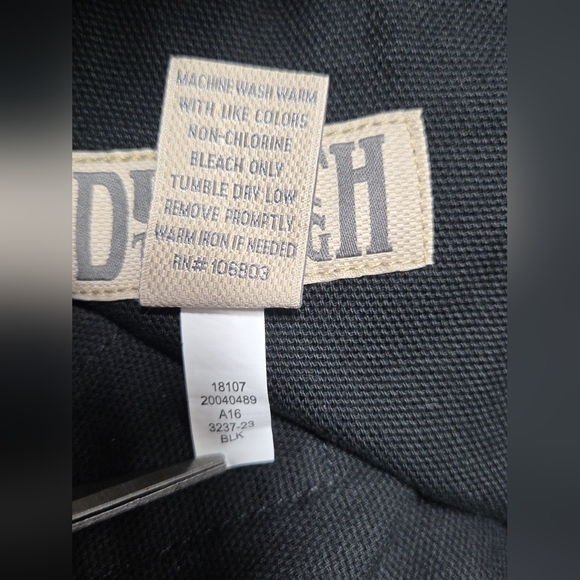 MACHINE WASH WARM
WITH LIKE COLORS
NON-CHLORINE
BLEACH ONLY
TUMBLE DRY LOW
REMOVE PROMPTLY
WARM IRON IF NEEDED
RN# 106803
18107
20040489
A16
3237-23
BLK